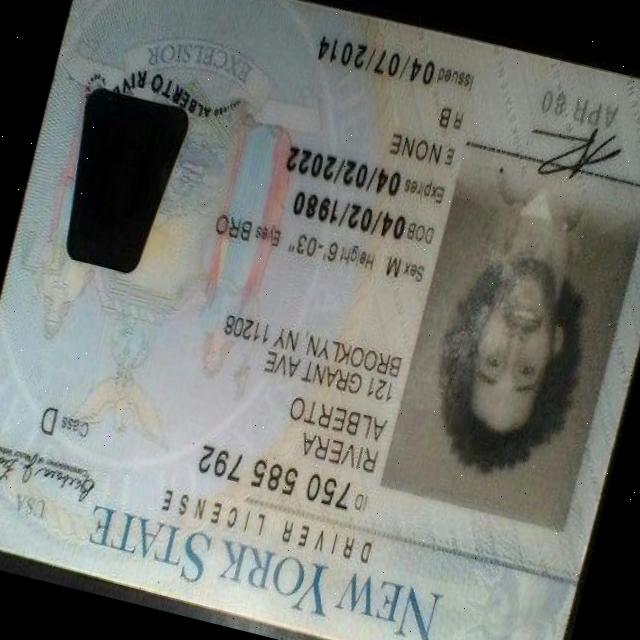 NEW YORK STATE
USA
DRIVER LICENSE
ID 750 585 792
Class D
RIVERA
ALBERTO
121 GRANT AVE
BROOKLYN NY 11208
Sex M Height 6'-03" Eyes BRO
DOB 04/02/1980
Expires 04/02/2022
E NONE
R B
Issued 04/07/2014
APR 80
ALBERTO
EXCELSIOR